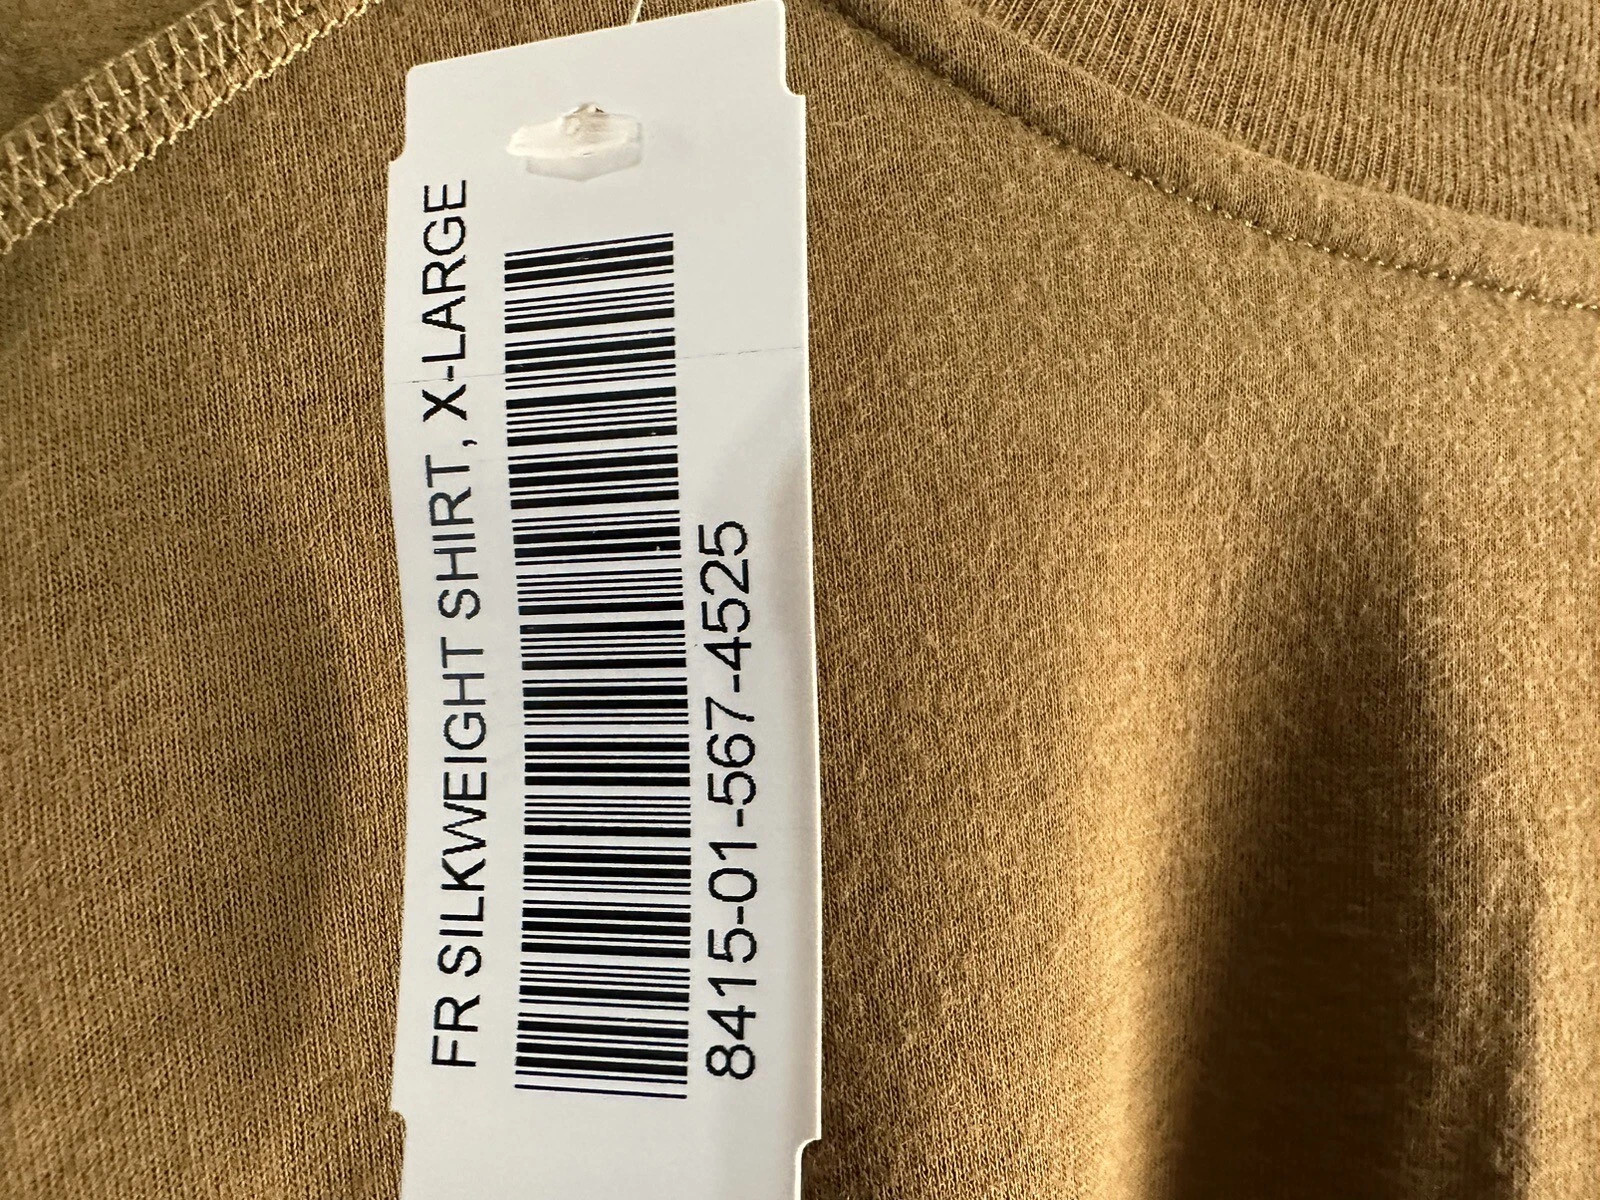 FR SILKWEIGHT SHIRT, X-LARGE
8415-01-567-4525